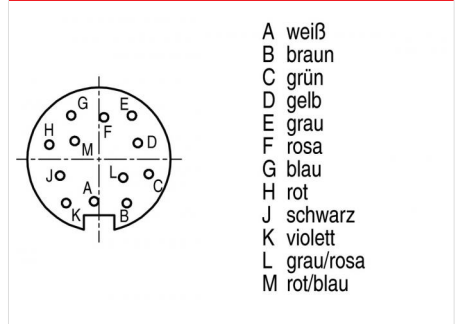 G E
F
H
M D
J L
A C
K B
A weiß
B braun
C grün
D gelb
E grau
F rosa
G blau
H rot
J schwarz
K violett
L grau/rosa
M rot/blau